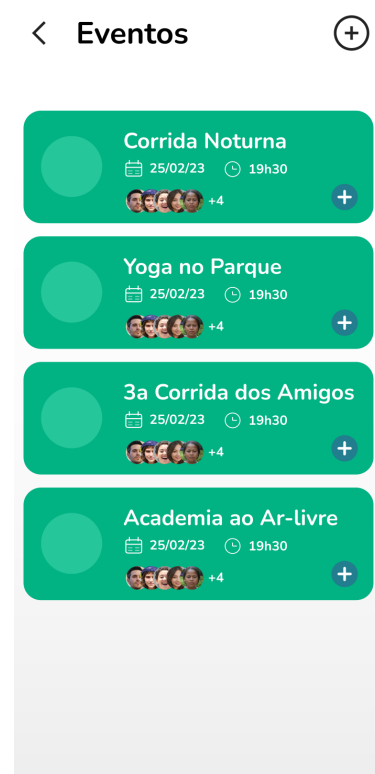 Eventos
Corrida Noturna
25/02/23 19h30
+4
Yoga no Parque
25/02/23 19h30
+4
3a Corrida dos Amigos
25/02/23 19h30
+4
Academia ao Ar-livre
25/02/23 19h30
+4